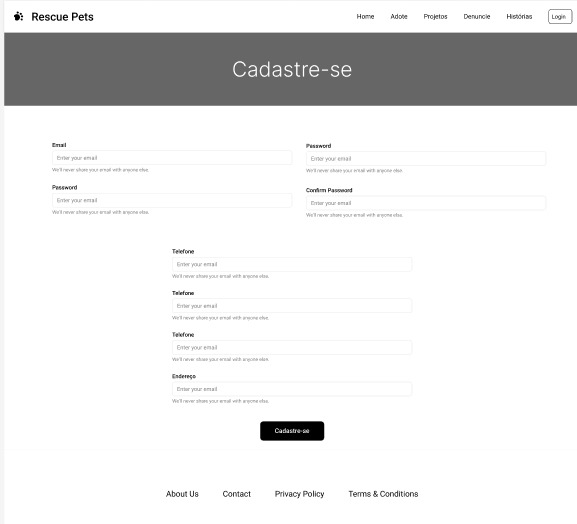 Rescue Pets
Home Adote Projetos Denuncie Histórias Login
Cadastre-se
Email
Enter your email
We'll never share your email with anyone else.
Password
Enter your email
We'll never share your email with anyone else.
Password
Enter your email
We'll never share your email with anyone else.
Confirm Password
Enter your email
We'll never share your email with anyone else.
Telefone
Enter your email
We'll never share your email with anyone else.
Telefone
Enter your email
We'll never share your email with anyone else.
Telefone
Enter your email
We'll never share your email with anyone else.
Endereço
Enter your email
We'll never share your email with anyone else.
Cadastre-se
About Us Contact Privacy Policy Terms & Conditions